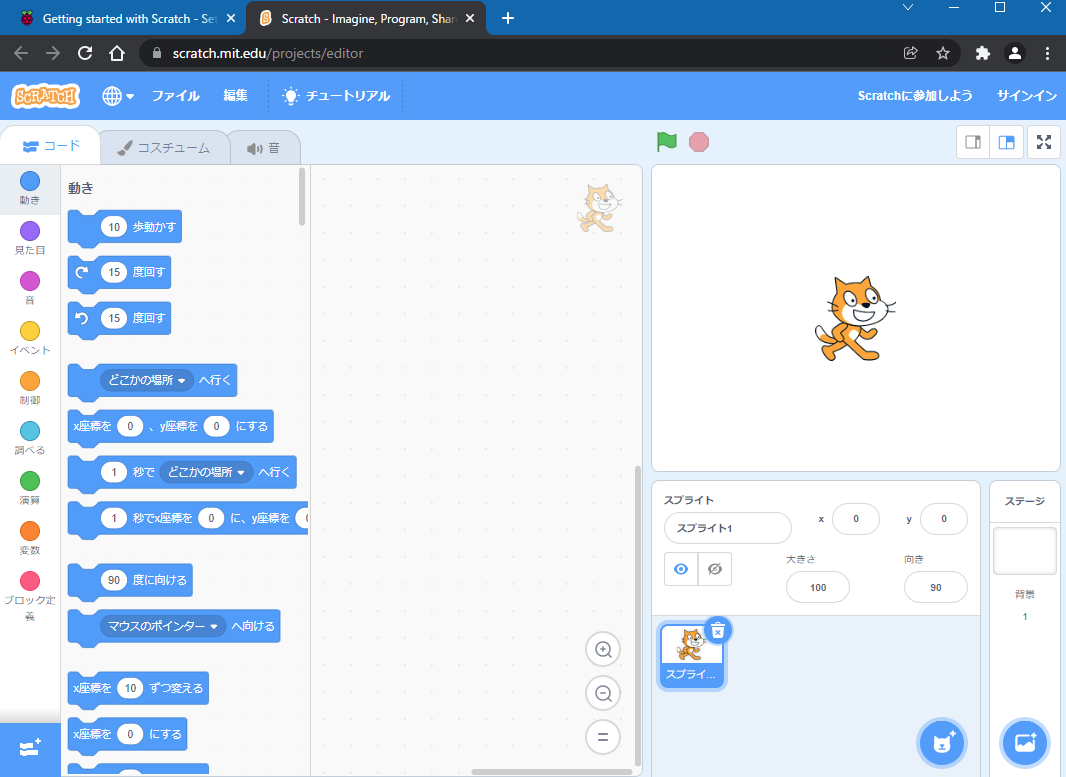 Getting started with Scratch - Set
Scratch - Imagine, Program, Shar
scratch.mit.edu/projects/editor
SCRATCH
ファイル
編集
チュートリアル
Scratchに参加しよう
サインイン
コード
コスチューム
音
動き
見た目
音
イベント
制御
調べる
演算
変数
ブロック定
義
動き
10 歩動かす
15 度回す
15 度回す
どこかの場所 へ行く
x座標を 0 、y座標を 0 にする
1 秒で どこかの場所 へ行く
1 秒でx座標を 0 に、y座標を
90 度に向ける
マウスのポインター へ向ける
x座標を 10 ずつ変える
x座標を 0 にする
スプライト
スプライト1
x 0
y 0
大きさ
100
向き
90
スプライ...
ステージ
背景
1